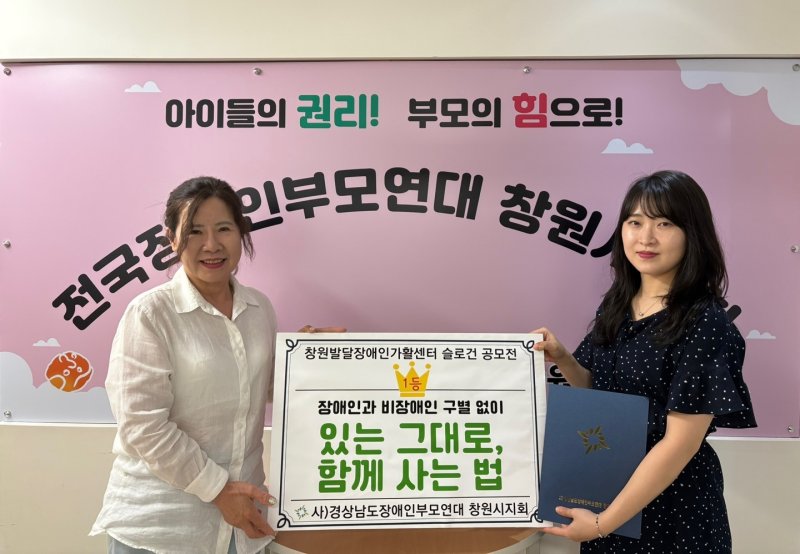 아이들의 권리! 부모의 힘으로!
전국장 인부모연대 창원시
창원발달장애인가활센터 슬로건 공모전
1등
장애인과 비장애인 구별 없이
있는 그대로,
함께 사는 법
사)경상남도장애인부모연대 창원시지회